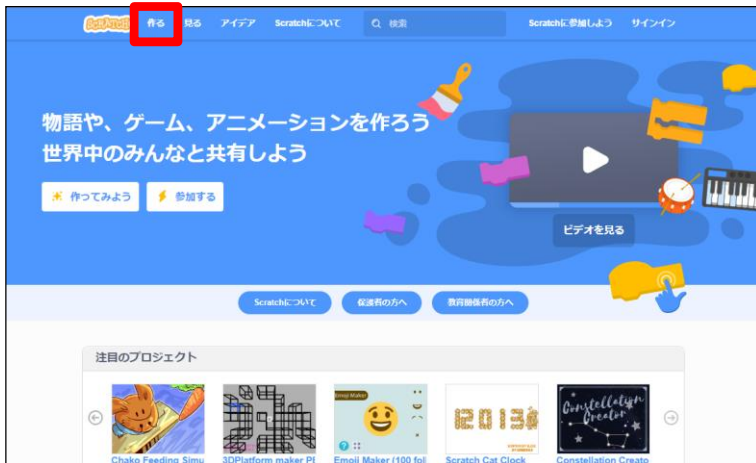 SCRATCH 作る 見る アイデア Scratchについて 検索 Scratchに参加しよう サインイン
物語や、ゲーム、アニメーションを作ろう
世界中のみんなと共有しよう
作ってみよう 参加する
ビデオを見る
Scratchについて 保護者の方へ 教育関係者の方へ
注目のプロジェクト
Emoji Maker
Constellation
Creator
Chako Feeding Simu 3DPlatform maker PE Emoji Maker (100 foll Scratch Cat Clock Constellation Creato